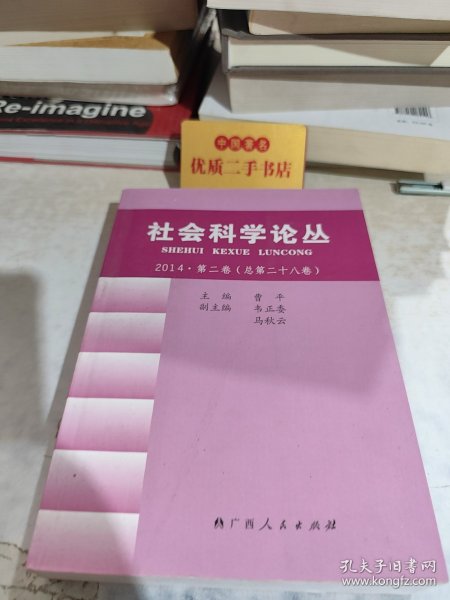 Re-imagine
中国著名
优质二手书店
社会科学论丛
SHEHUI KEXUE LUNCONG
2014·第二卷（总第二十八卷）
主编 曹平
副主编 韦正委
马秋云
广西人民出版社
孔夫子旧书网
www.kongfz.com